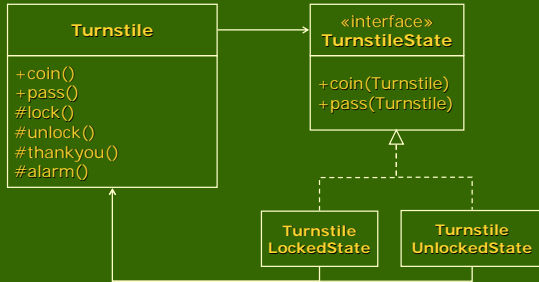 Turnstile
+coin()
+pass()
#lock()
#unlock()
#thankyou()
#alarm()
«interface»
TurnstileState
+coin(Turnstile)
+pass(Turnstile)
Turnstile
LockedState
Turnstile
UnlockedState